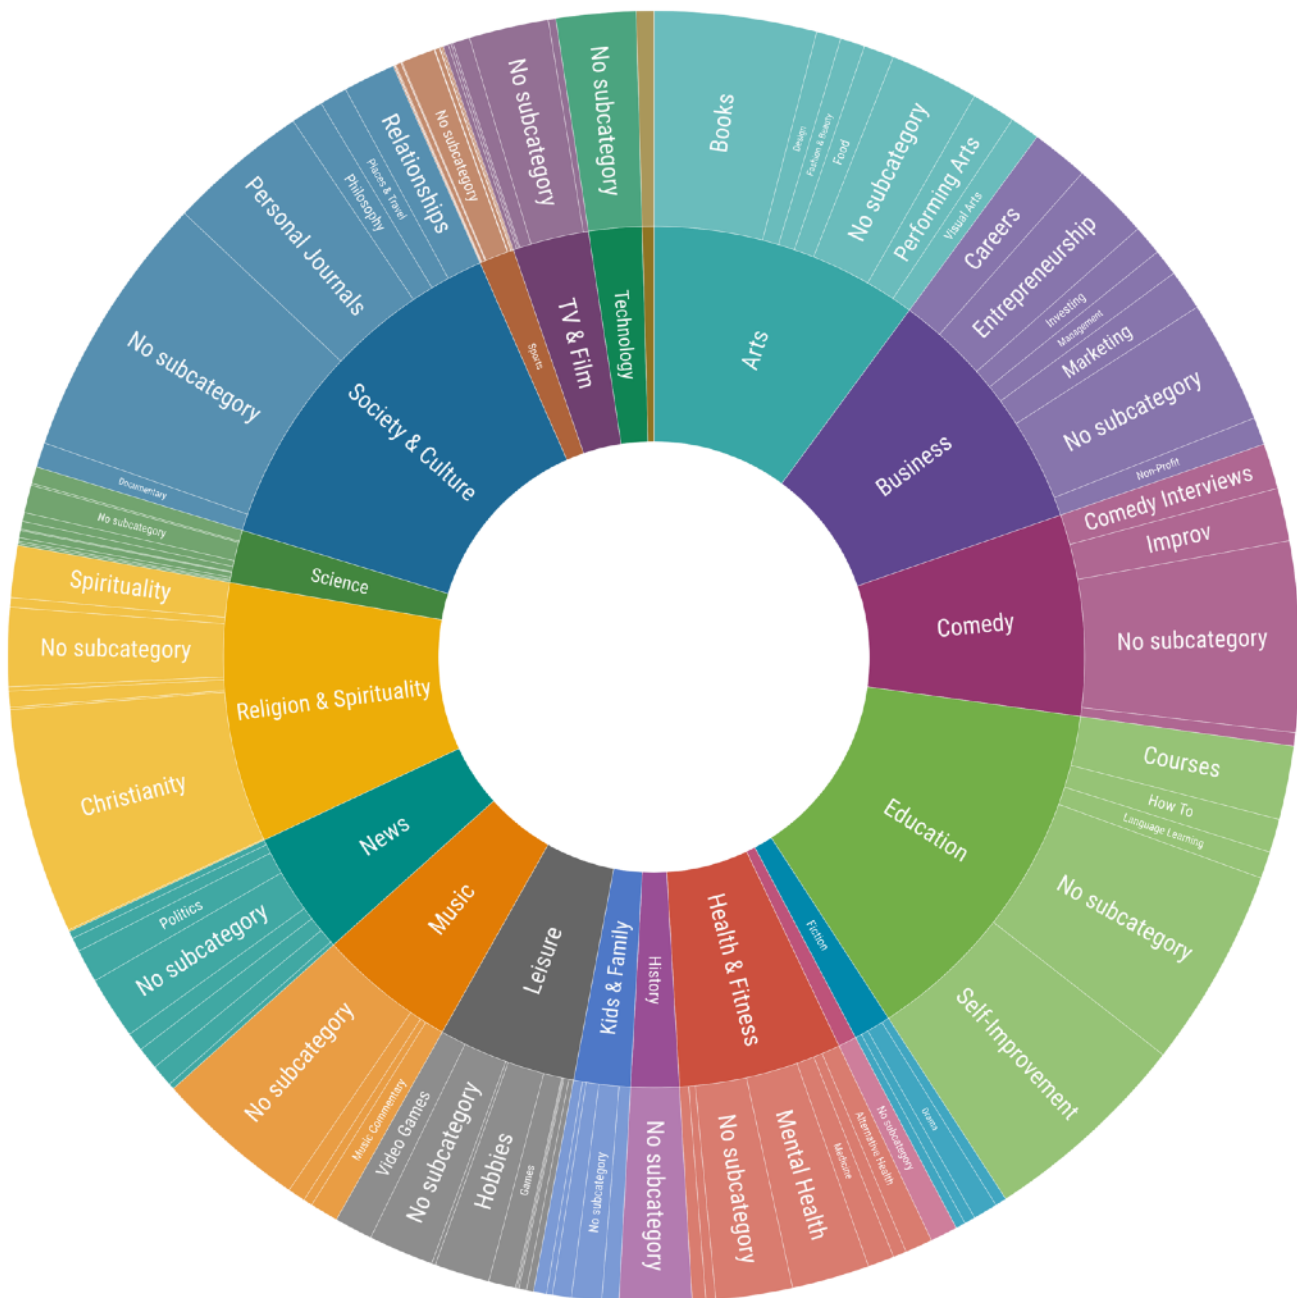 Books
Design
Fashion & Beauty
Food
No subcategory
Performing Arts
Visual Arts
Arts
Careers
Entrepreneurship
Investing
Management
Marketing
No subcategory
Non-Profit
Business
Comedy Interviews
Improv
No subcategory
Comedy
Courses
How To
Language Learning
No subcategory
Self-Improvement
Education
Drama
Fiction
No subcategory
Alternative Health
Medicine
Mental Health
No subcategory
Health & Fitness
No subcategory
History
No subcategory
Kids & Family
Games
Hobbies
No subcategory
Video Games
Leisure
Music Commentary
No subcategory
Music
No subcategory
Politics
News
Christianity
No subcategory
Spirituality
Religion & Spirituality
No subcategory
Science
Documentary
No subcategory
Personal Journals
Philosophy
Places & Travel
Relationships
Society & Culture
No subcategory
Sports
No subcategory
TV & Film
No subcategory
Technology